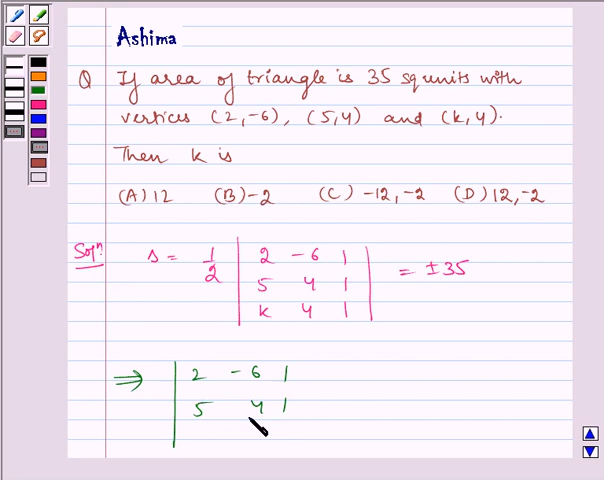 Ashima
Q If area of triangle is 35 sq units with
vertices (2,-6), (5,4) and (k,4).
Then k is
(A) 12 (B) -2 (C) -12, -2 (D) 12, -2
Solⁿ: Δ = 1/2 | 2 -6 1 | = ±35
| 5 4 1 |
| k 4 1 |
⇒ | 2 -6 1
| 5 4 1